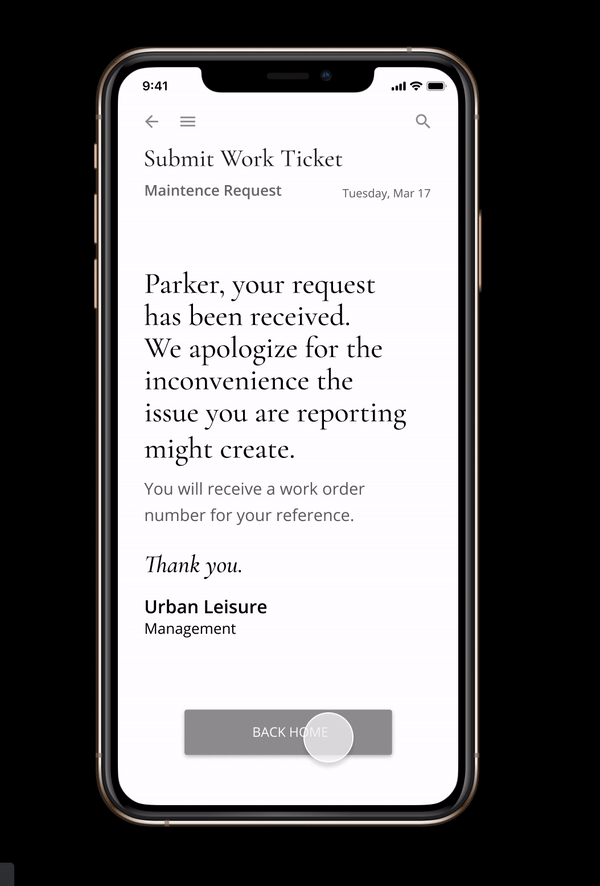 9:41
Submit Work Ticket
Maintence Request
Tuesday, Mar 17
Parker, your request
has been received.
We apologize for the
inconvenience the
issue you are reporting
might create.
You will receive a work order
number for your reference.
Thank you.
Urban Leisure
Management
BACK HOME